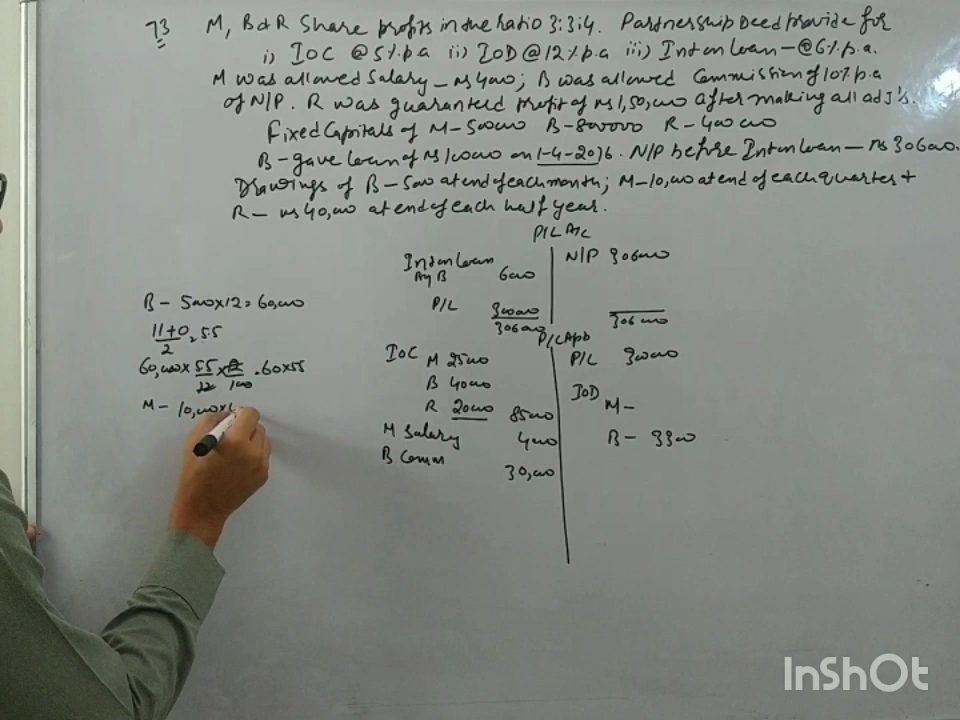 73 M, B & R Share profits in the ratio 3:3:4. Partnership Deed provide for
i) IOC @ 5% p.a ii) IOD @ 12% p.a iii) Int on loan - @ 6% p.a.
M was allowed Salary - Rs 4000; B was allowed Commission of 10% p.a
of N/P. R was guaranteed profit of Rs 1,50,000 after making all adj's.
Fixed Capitals of M - 500000 B - 800000 R - 400000
B - gave loan of Rs 100000 on 1-4-2016. N/P before Int on loan - Rs 306000.
Drawings of B - 5000 at end of each month; M - 10,000 at end of each quarter +
R - Rs 40,000 at end of each half year.
P/L A/c
Int on loan N/P 306000
By B 6000
P/L 300000
306000 306000
P/L App
IOC M 25000 P/L 300000
B 40000 IOD
R 20000 85000 M -
M Salary 4000 B - 3300
B Comm 30,000
B - 5000 x 12 = 60,000
11+0 = 5.5
2
60,000 x 5.5 x 12 = 60 x 55
12 100
M - 10,000 x
InShOt